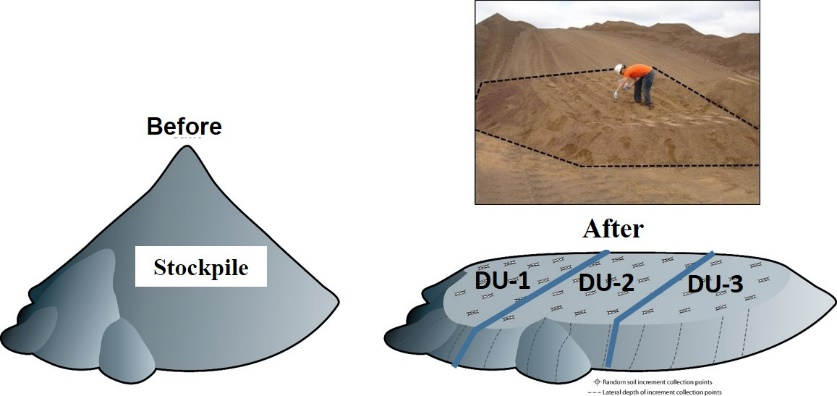 Before
Stockpile
After
DU-1
DU-2
DU-3
Random soil increment collection points
Lateral depth of increment collection points